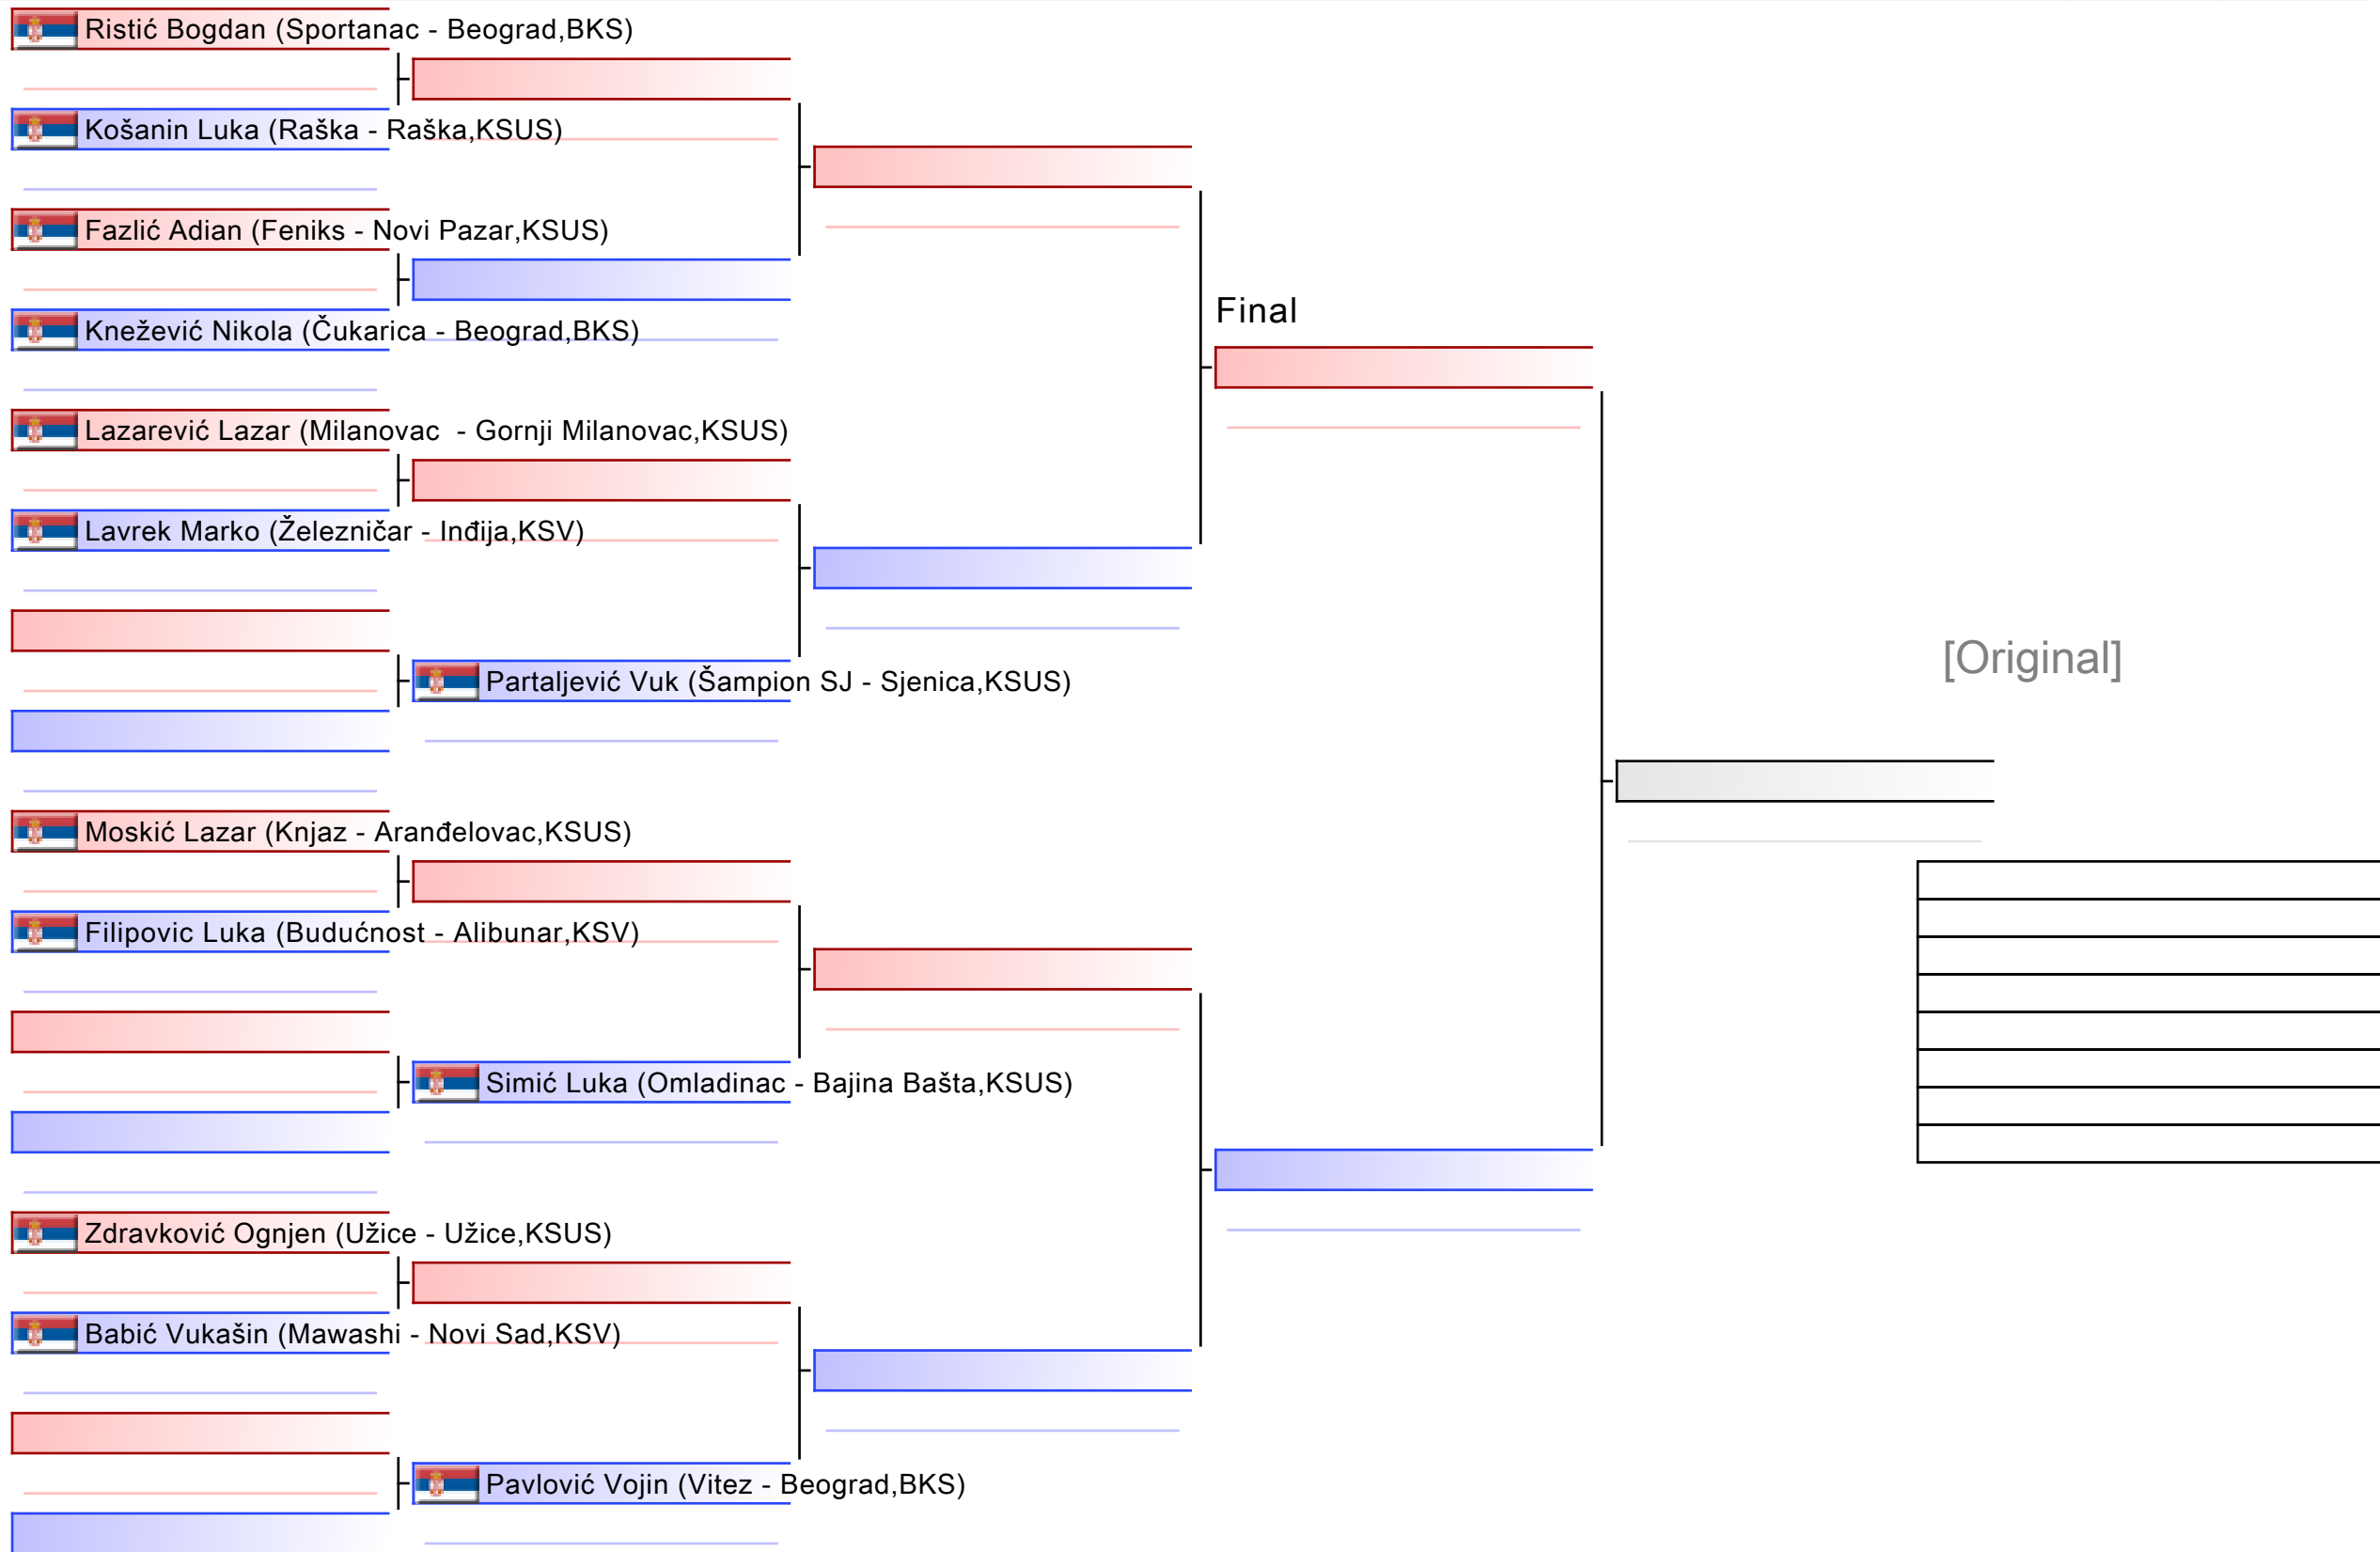 Ristić Bogdan (Sportanac - Beograd,BKS)
Košanin Luka (Raška - Raška,KSUS)
Fazlić Adian (Feniks - Novi Pazar,KSUS)
Final
Knežević Nikola (Čukarica - Beograd,BKS)
Lazarević Lazar (Milanovac  - Gornji Milanovac,KSUS)
Lavrek Marko (Železničar - Inđija,KSV)
[Original]
Partaljević Vuk (Šampion SJ - Sjenica,KSUS)
Moskić Lazar (Knjaz - Aranđelovac,KSUS)
Filipovic Luka (Budućnost - Alibunar,KSV)
Simić Luka (Omladinac - Bajina Bašta,KSUS)
Zdravković Ognjen (Užice - Užice,KSUS)
Babić Vukašin (Mawashi - Novi Sad,KSV)
Pavlović Vojin (Vitez - Beograd,BKS)